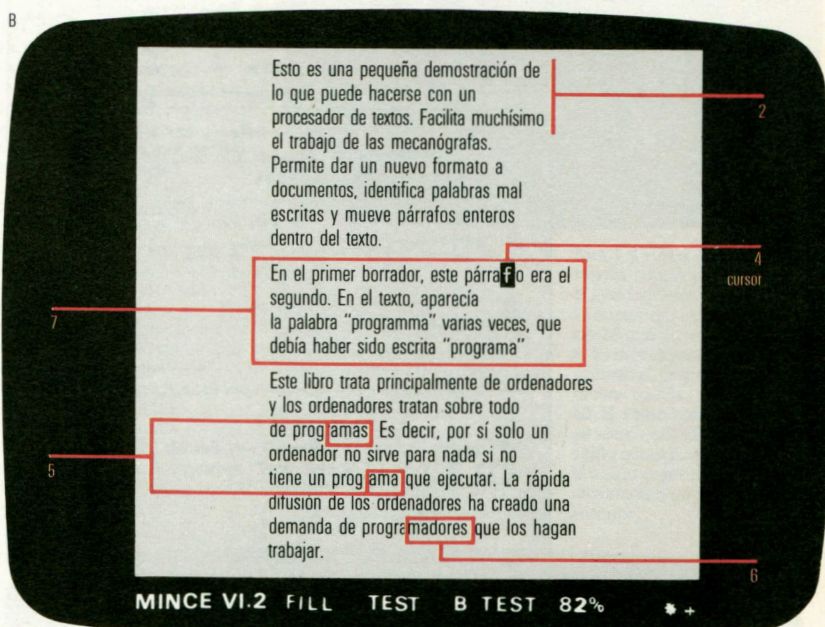 B
Esto es una pequeña demostración de
lo que puede hacerse con un
procesador de textos. Facilita muchísimo
el trabajo de las mecanógrafas.
Permite dar un nuevo formato a
documentos, identifica palabras mal
escritas y mueve párrafos enteros
dentro del texto.
2
En el primer borrador, este párrafo era el
segundo. En el texto, aparecía
la palabra “programma” varias veces, que
debía haber sido escrita “programa”
4
cursor
7
Este libro trata principalmente de ordenadores
y los ordenadores tratan sobre todo
de programas. Es decir, por sí solo un
ordenador no sirve para nada si no
tiene un programa que ejecutar. La rápida
difusión de los ordenadores ha creado una
demanda de programadores que los hagan
trabajar.
5
6
MINCE VI.2 FILL TEST B TEST 82% * +